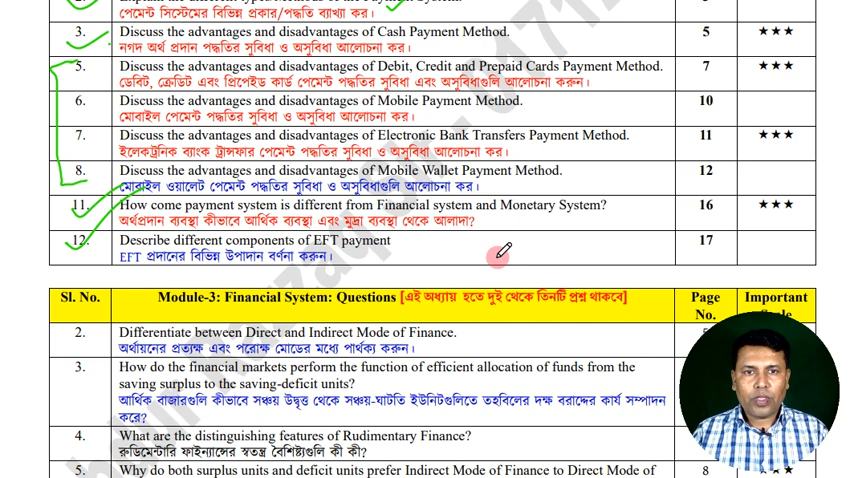 2. Explain the different types/Methods of the Payment System.
পেমেন্ট সিস্টেমের বিভিন্ন প্রকার/পদ্ধতি ব্যাখ্যা কর।
3. Discuss the advantages and disadvantages of Cash Payment Method. 5 ★★★
নগদ অর্থ প্রদান পদ্ধতির সুবিধা ও অসুবিধা আলোচনা কর।
5. Discuss the advantages and disadvantages of Debit, Credit and Prepaid Cards Payment Method. 7 ★★★
ডেবিট, ক্রেডিট এবং প্রিপেইড কার্ড পেমেন্ট পদ্ধতির সুবিধা এবং অসুবিধাগুলি আলোচনা করুন।
6. Discuss the advantages and disadvantages of Mobile Payment Method. 10
মোবাইল পেমেন্ট পদ্ধতির সুবিধা ও অসুবিধা আলোচনা কর।
7. Discuss the advantages and disadvantages of Electronic Bank Transfers Payment Method. 11 ★★★
ইলেকট্রনিক ব্যাংক ট্রান্সফার পেমেন্ট পদ্ধতির সুবিধা ও অসুবিধা আলোচনা কর।
8. Discuss the advantages and disadvantages of Mobile Wallet Payment Method. 12
মোবাইল ওয়ালেট পেমেন্ট পদ্ধতির সুবিধা ও অসুবিধাগুলি আলোচনা কর।
11. How come payment system is different from Financial system and Monetary System? 16 ★★★
অর্থপ্রদান ব্যবস্থা কীভাবে আর্থিক ব্যবস্থা এবং মুদ্রা ব্যবস্থা থেকে আলাদা?
12. Describe different components of EFT payment 17
EFT প্রদানের বিভিন্ন উপাদান বর্ণনা করুন।
Sl. No. Module-3: Financial System: Questions [এই অধ্যায় হতে দুই থেকে তিনটি প্রশ্ন থাকবে] Page No. Important
2. Differentiate between Direct and Indirect Mode of Finance.
অর্থায়নের প্রত্যক্ষ এবং পরোক্ষ মোডের মধ্যে পার্থক্য করুন।
3. How do the financial markets perform the function of efficient allocation of funds from the
saving surplus to the saving-deficit units?
আর্থিক বাজারগুলি কীভাবে সঞ্চয় উদ্বৃত্ত থেকে সঞ্চয়-ঘাটতি ইউনিটগুলিতে তহবিলের দক্ষ বরাদ্দের কার্য সম্পাদন
করে?
4. What are the distinguishing features of Rudimentary Finance?
রুডিমেন্টারি ফাইন্যান্সের স্বতন্ত্র বৈশিষ্ট্যগুলি কী কী?
5. Why do both surplus units and deficit units prefer Indirect Mode of Finance to Direct Mode of 8